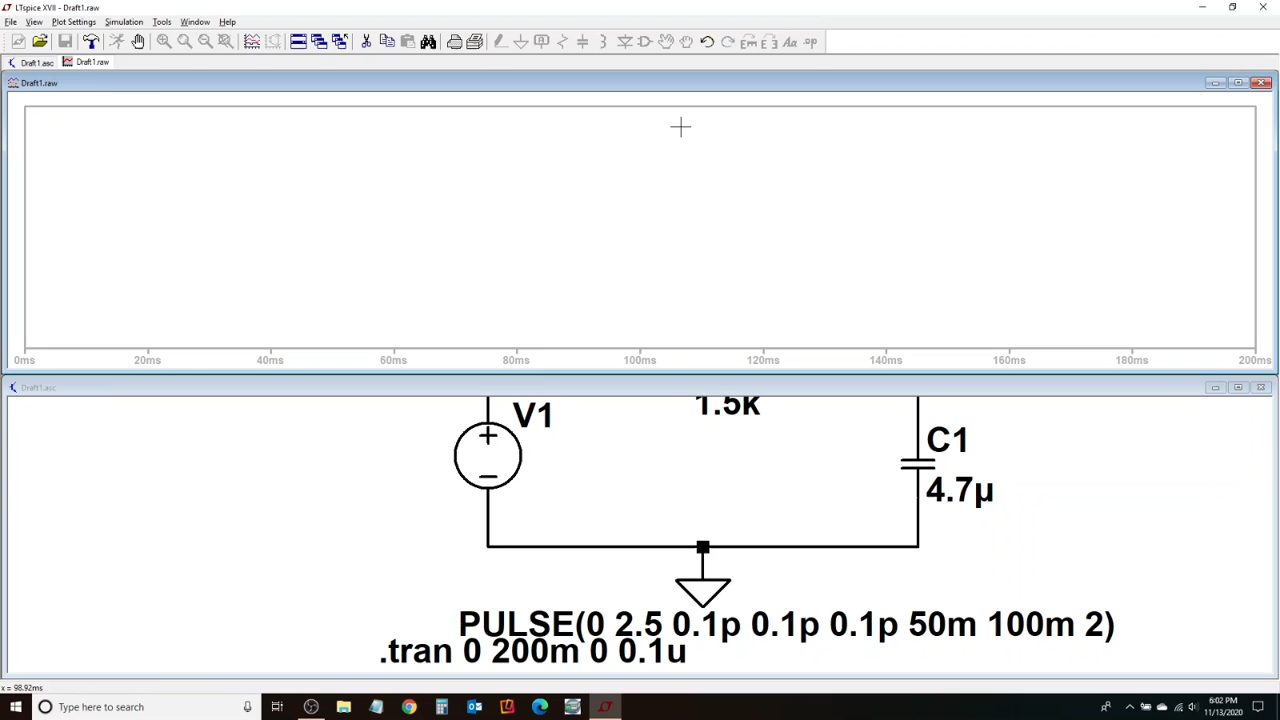 LTspice XVII - Draft1.raw
File View Plot Settings Simulation Tools Window Help
Draft1.asc Draft1.raw
Draft1.raw
0ms 20ms 40ms 60ms 80ms 100ms 120ms 140ms 160ms 180ms 200ms
Draft1.asc
V1
1.5k
C1
4.7µ
PULSE(0 2.5 0.1p 0.1p 0.1p 50m 100m 2)
.tran 0 200m 0 0.1u
x = 98.92ms
Type here to search
6:02 PM
11/13/2020